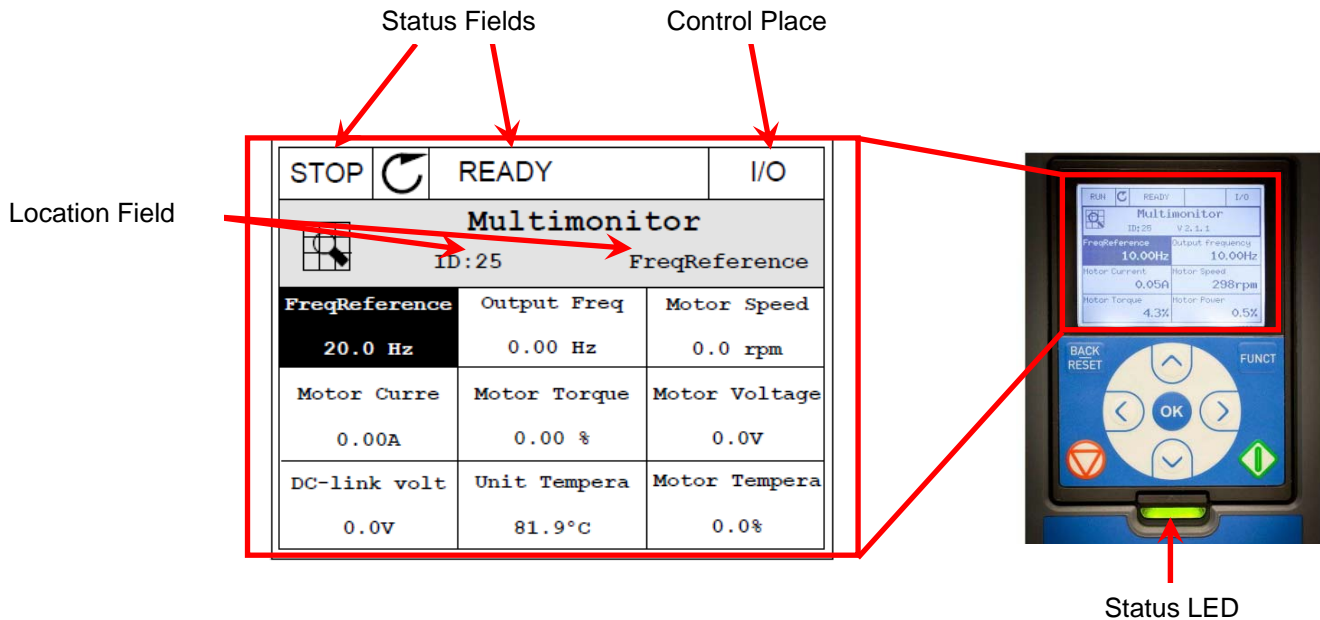 Status Fields
Control Place
Location Field
STOP READY I/O
Multimonitor
ID:25 FreqReference
FreqReference Output Freq Motor Speed
20.0 Hz 0.00 Hz 0.0 rpm
Motor Curre Motor Torque Motor Voltage
0.00A 0.00 % 0.0V
DC-link volt Unit Tempera Motor Tempera
0.0V 81.9°C 0.0%
RUN READY I/O
Multimonitor
ID:25 V2.1.1
FreqReference Output frequency
10.00Hz 10.00Hz
Motor Current Motor Speed
0.05A 298rpm
Motor Torque Motor Power
4.3% 0.5%
BACK
RESET
FUNCT
OK
Status LED